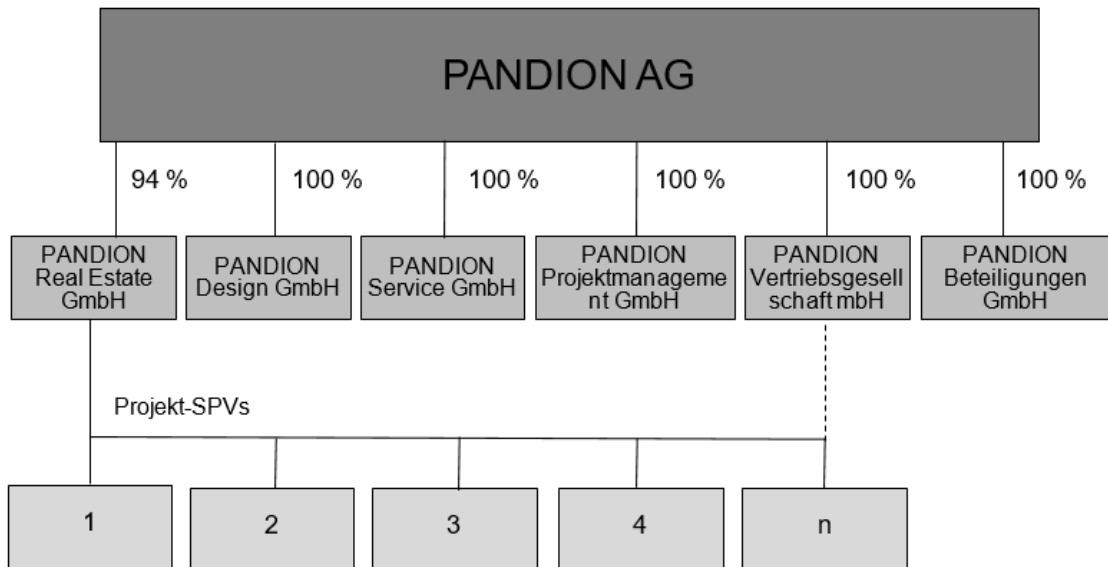 PANDION AG
94 %
100 %
100 %
100 %
100 %
100 %
PANDION
Real Estate
GmbH
PANDION
Design GmbH
PANDION
Service GmbH
PANDION
Projektmanageme
nt GmbH
PANDION
Vertriebsgesell
schaft mbH
PANDION
Beteiligungen
GmbH
Projekt-SPVs
1
2
3
4
n